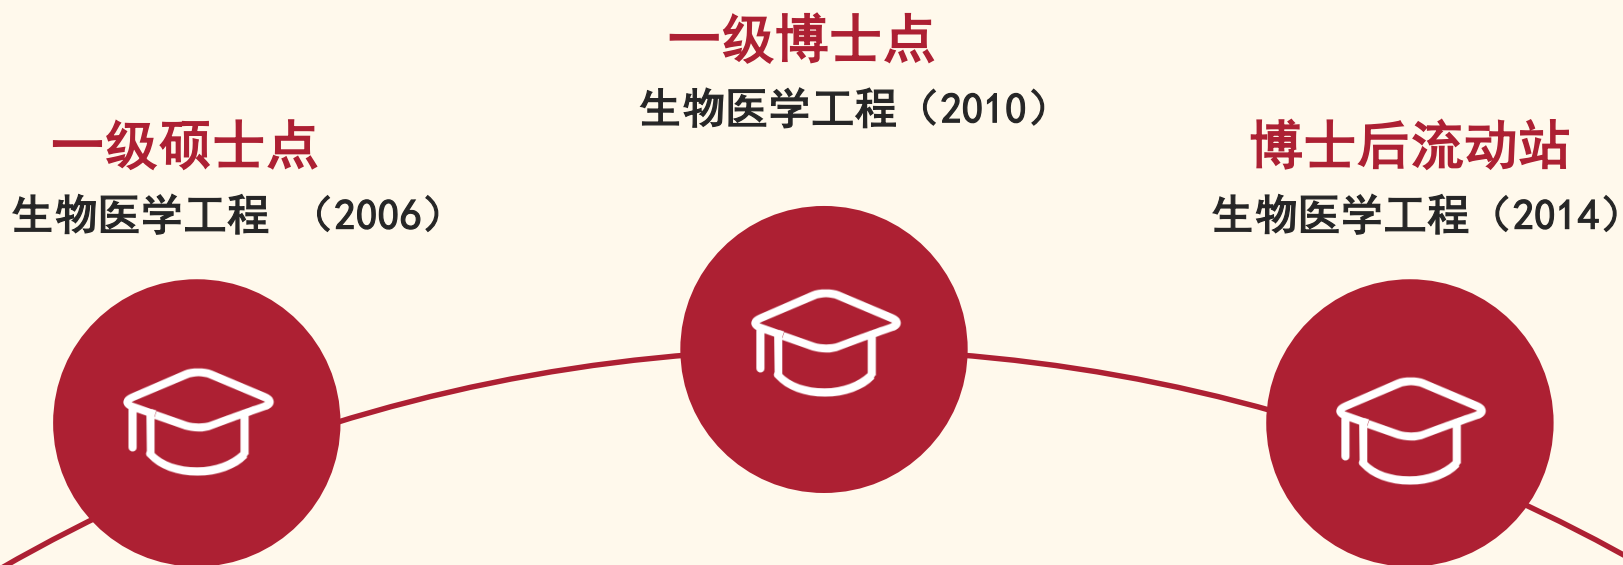 一级硕士点
生物医学工程 （2006）
一级博士点
生物医学工程（2010）
博士后流动站
生物医学工程（2014）